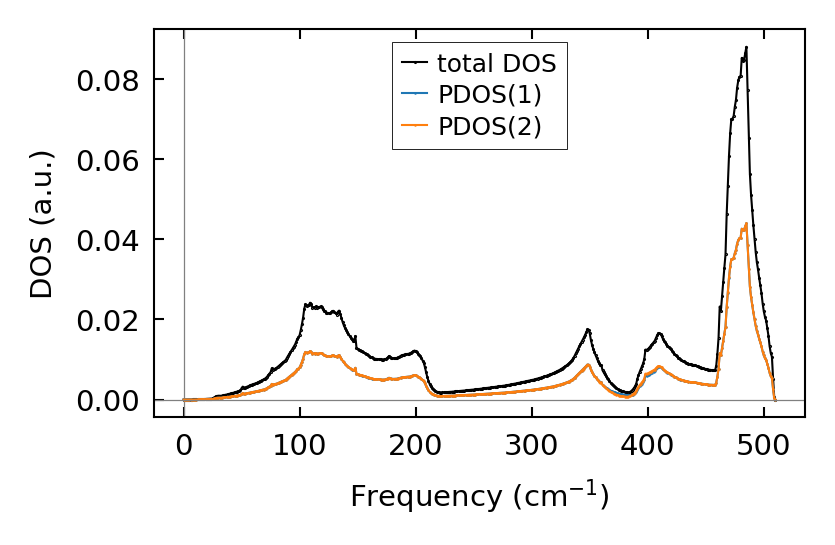 total DOS
PDOS(1)
PDOS(2)
DOS (a.u.)
0.08
0.06
0.04
0.02
0.00
0 100 200 300 400 500
Frequency (cm⁻¹)